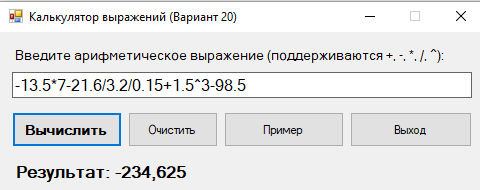 Калькулятор выражений (Вариант 20)
Введите арифметическое выражение (поддерживаются +, -, *, /, ^):
-13.5*7-21.6/3.2/0.15+1.5^3-98.5
Вычислить Очистить Пример Выход
Результат: -234,625